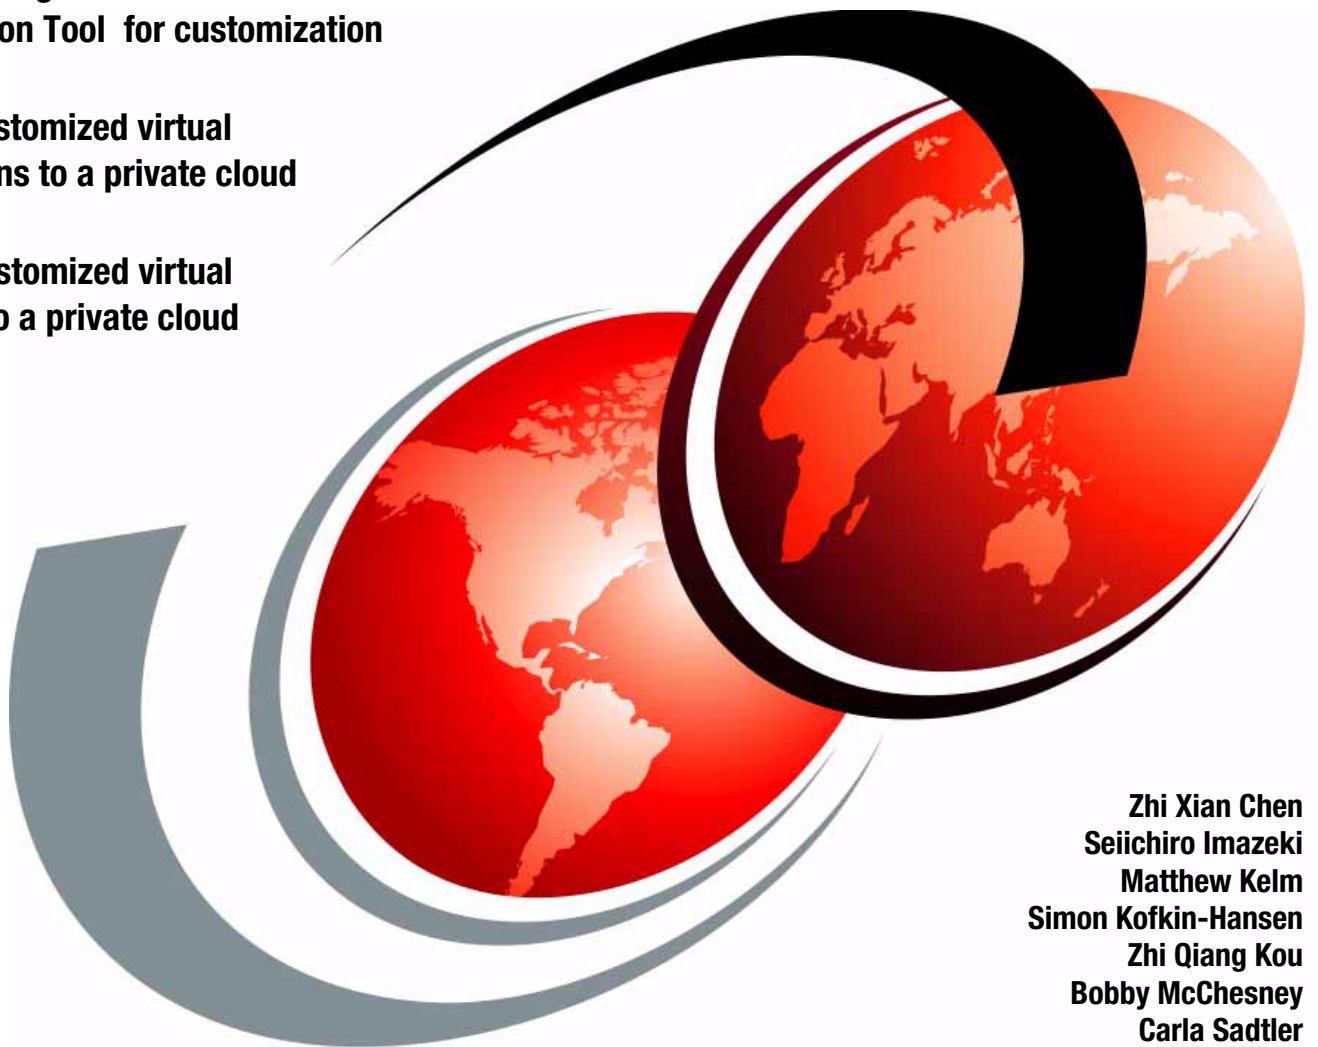 on Tool for customization
stomized virtual
ns to a private cloud
stomized virtual
o a private cloud
Zhi Xian Chen
Seiichiro Imazeki
Matthew Kelm
Simon Kofkin-Hansen
Zhi Qiang Kou
Bobby McChesney
Carla Sadtler